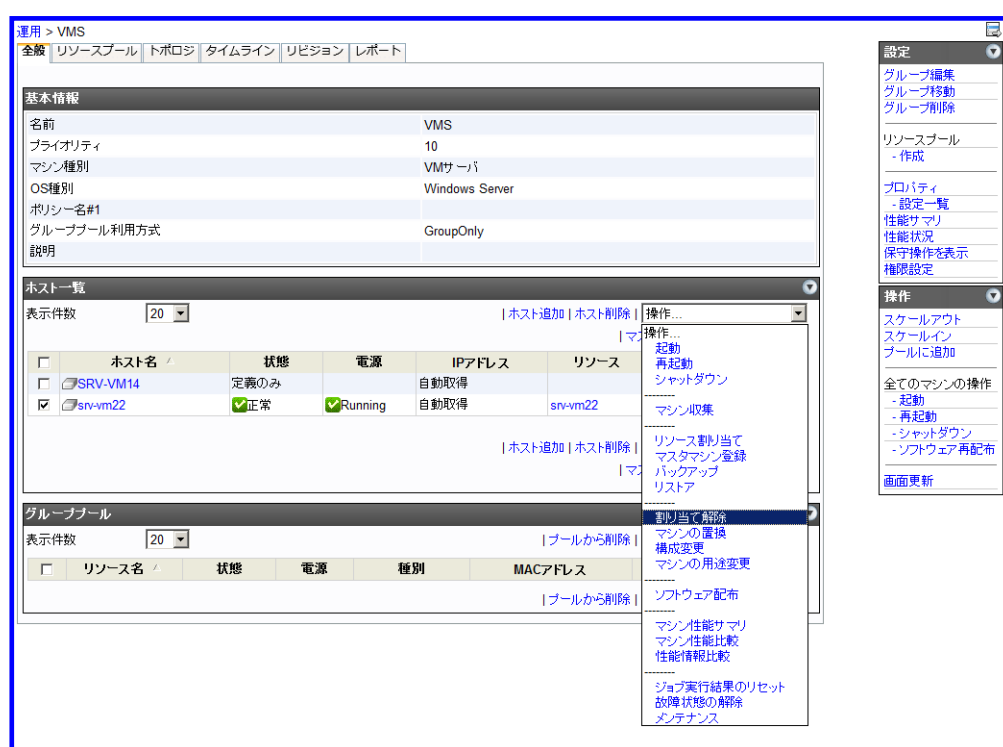 運用 > VMS
全般 リソースプール トポロジ タイムライン リビジョン レポート
基本情報
名前 VMS
プライオリティ 10
マシン種別 VMサーバ
OS種別 Windows Server
ポリシー名#1
グループプール利用方式 GroupOnly
説明
ホスト一覧
表示件数 20 | ホスト追加 | ホスト削除 | 操作...
| マ
ホスト名 状態 電源 IPアドレス リソース
SRV-VM14 定義のみ 自動取得
srv-vm22 正常 Running 自動取得 srv-vm22
| ホスト追加 | ホスト削除 |
| マ
グループプール
表示件数 20 | プールから削除 |
リソース名 状態 電源 種別 MACアドレス
| プールから削除 |
操作...
起動
再起動
シャットダウン
--------
マシン収集
--------
リソース割り当て
マスタマシン登録
バックアップ
リストア
--------
割り当て解除
マシンの置換
構成変更
マシンの用途変更
--------
ソフトウェア配布
--------
マシン性能サマリ
マシン性能比較
性能情報比較
--------
ジョブ実行結果のリセット
故障状態の解除
メンテナンス
設定
グループ編集
グループ移動
グループ削除
リソースプール
- 作成
プロパティ
- 設定一覧
性能サマリ
性能状況
保守操作を表示
権限設定
操作
スケールアウト
スケールイン
プールに追加
全てのマシンの操作
- 起動
- 再起動
- シャットダウン
- ソフトウェア再配布
画面更新